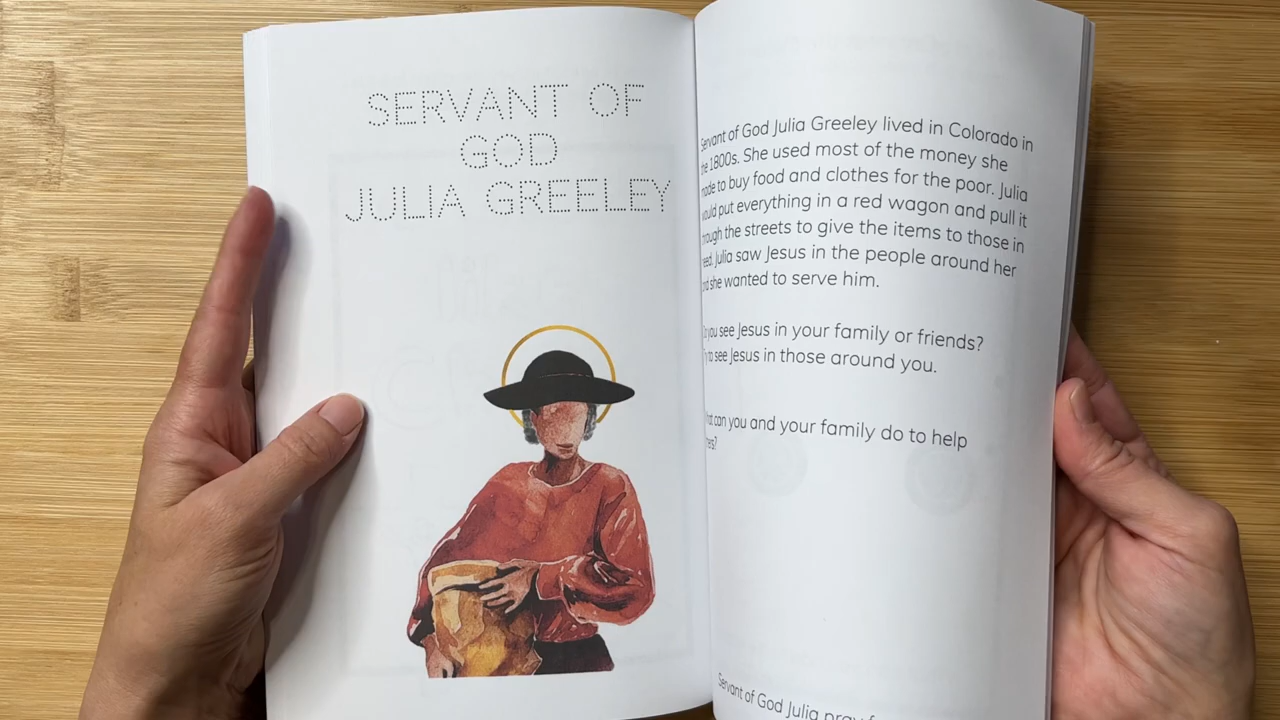 SERVANT OF
GOD
JULIA GREELEY
Servant of God Julia Greeley lived in Colorado in
the 1800s. She used most of the money she
made to buy food and clothes for the poor. Julia
would put everything in a red wagon and pull it
through the streets to give the items to those in
need. Julia saw Jesus in the people around her
and she wanted to serve him.
you see Jesus in your family or friends?
to see Jesus in those around you.
can you and your family do to help
Servant of God Julia pray